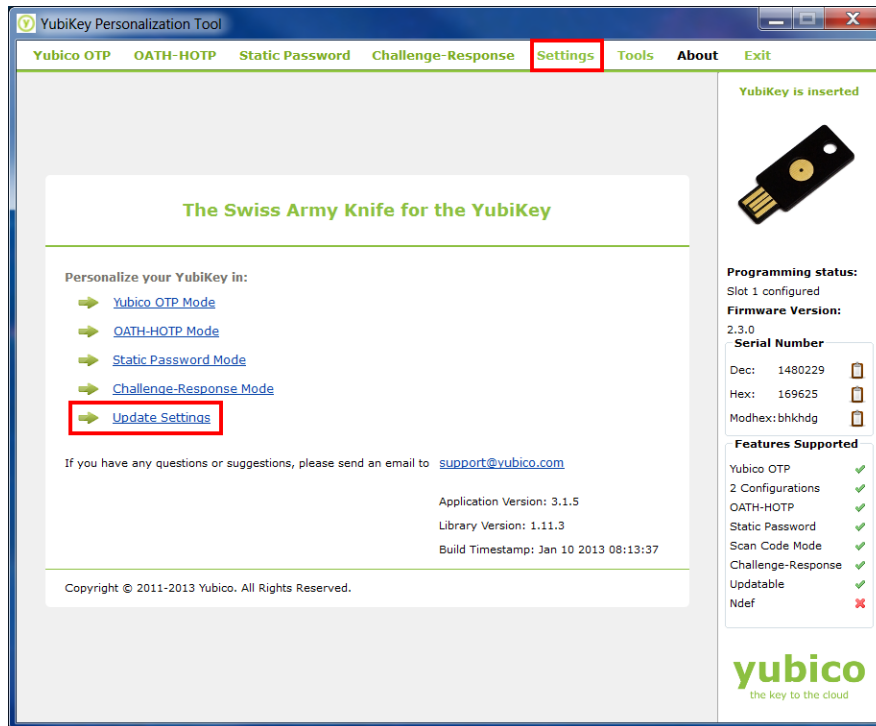 YubiKey Personalization Tool
Yubico OTP OATH-HOTP Static Password Challenge-Response Settings Tools About Exit
The Swiss Army Knife for the YubiKey
Personalize your YubiKey in:
Yubico OTP Mode
OATH-HOTP Mode
Static Password Mode
Challenge-Response Mode
Update Settings
If you have any questions or suggestions, please send an email to support@yubico.com
Application Version: 3.1.5
Library Version: 1.11.3
Build Timestamp: Jan 10 2013 08:13:37
Copyright © 2011-2013 Yubico. All Rights Reserved.
YubiKey is inserted
Programming status:
Slot 1 configured
Firmware Version:
2.3.0
Serial Number
Dec: 1480229
Hex: 169625
Modhex: bhkhdg
Features Supported
Yubico OTP
2 Configurations
OATH-HOTP
Static Password
Scan Code Mode
Challenge-Response
Updatable
Ndef
yubico
the key to the cloud